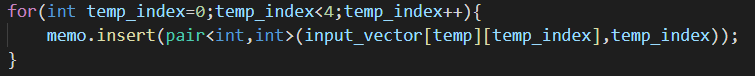 for(int temp_index=0;temp_index<4;temp_index++){
    memo.insert(pair<int,int>(input_vector[temp][temp_index],temp_index));
}